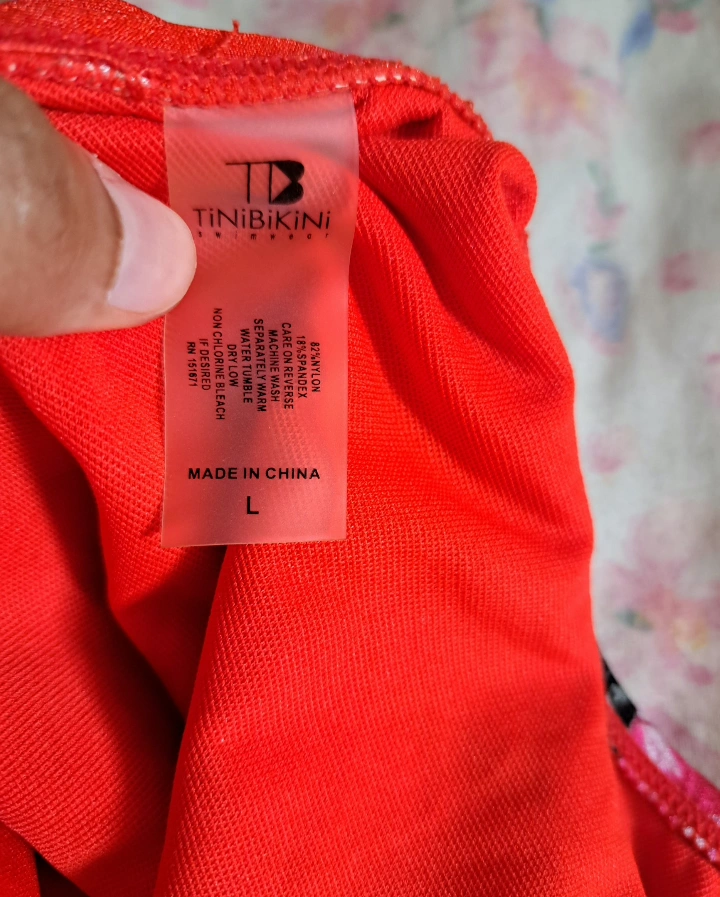 TB
TiNiBiKiNi
swimwear
82%NYLON
18%SPANDEX
CARE ON REVERSE
MACHINE WASH
SEPARATELY WARM
WATER TUMBLE
DRY LOW
NON CHLORINE BLEACH
IF DESIRED
RN 151671
MADE IN CHINA
L